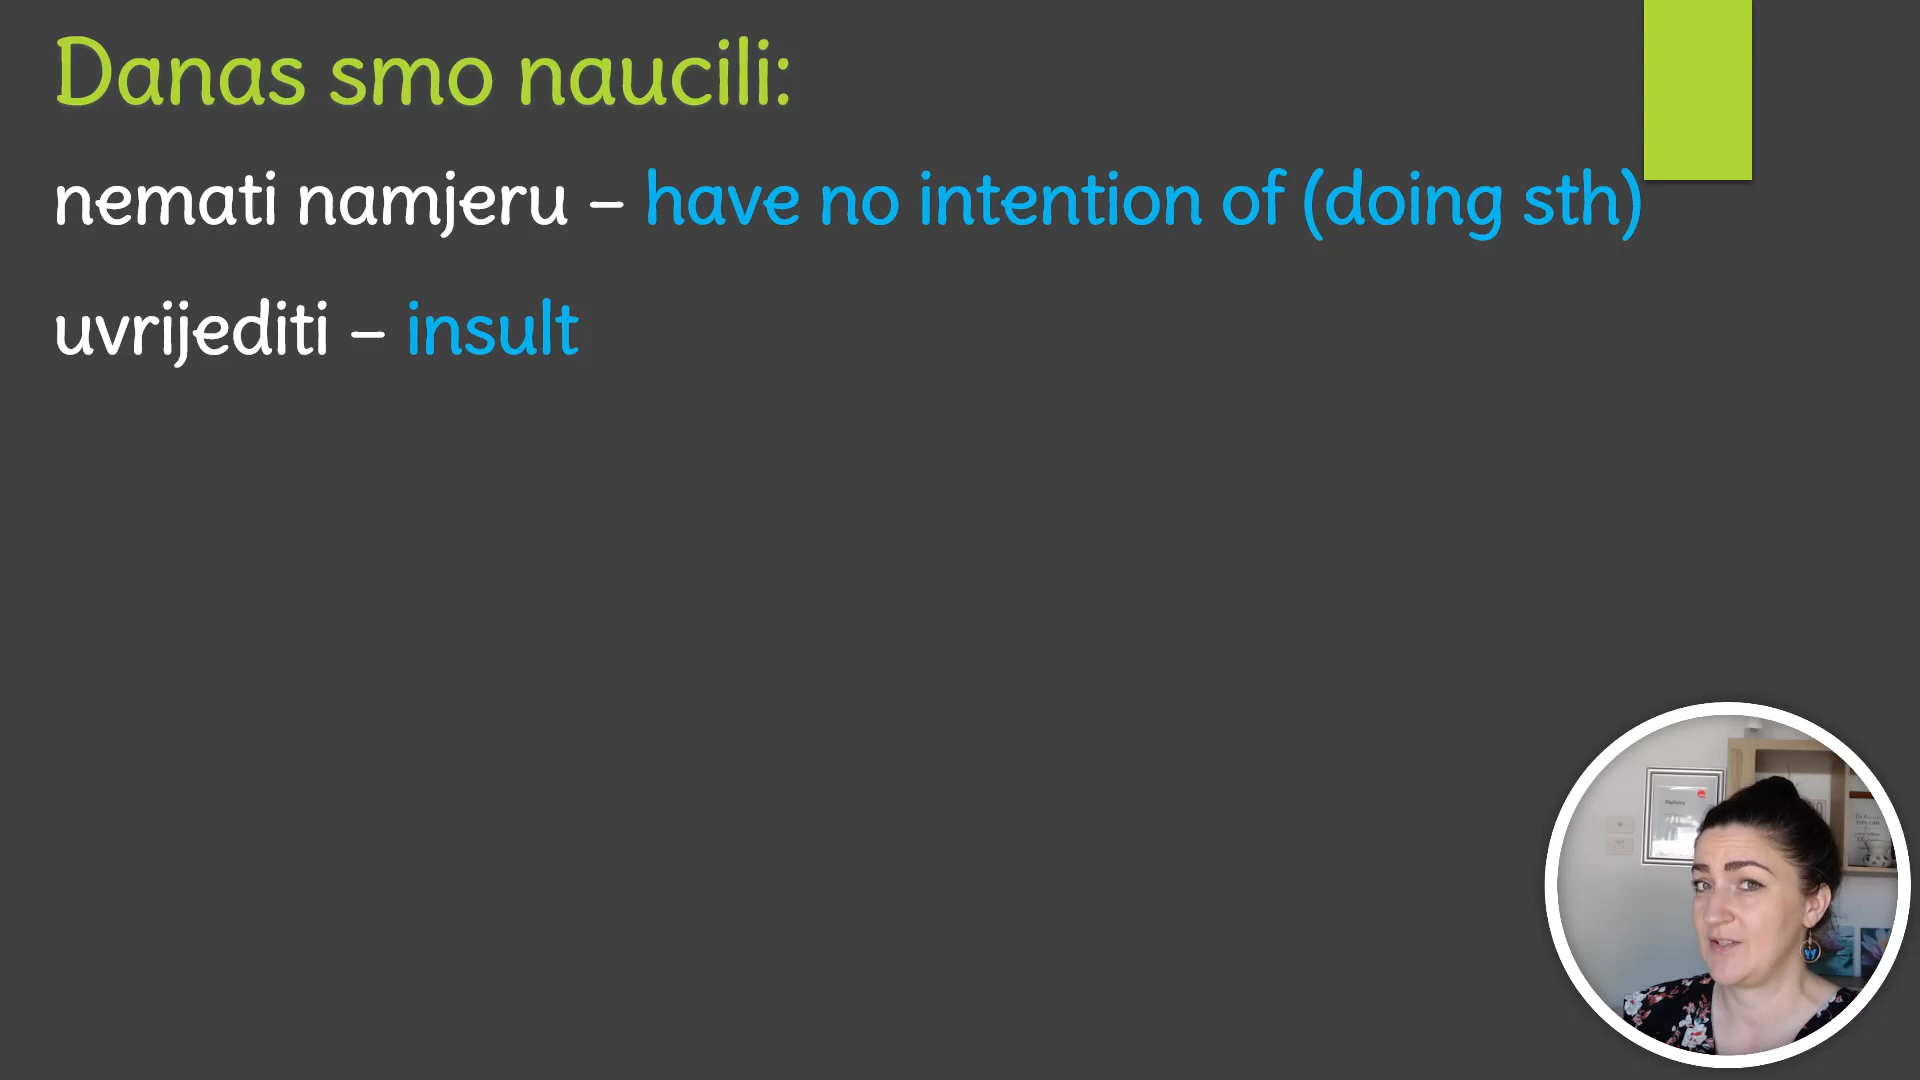 Danas smo naucili:
nemati namjeru – have no intention of (doing sth)
uvrijediti – insult